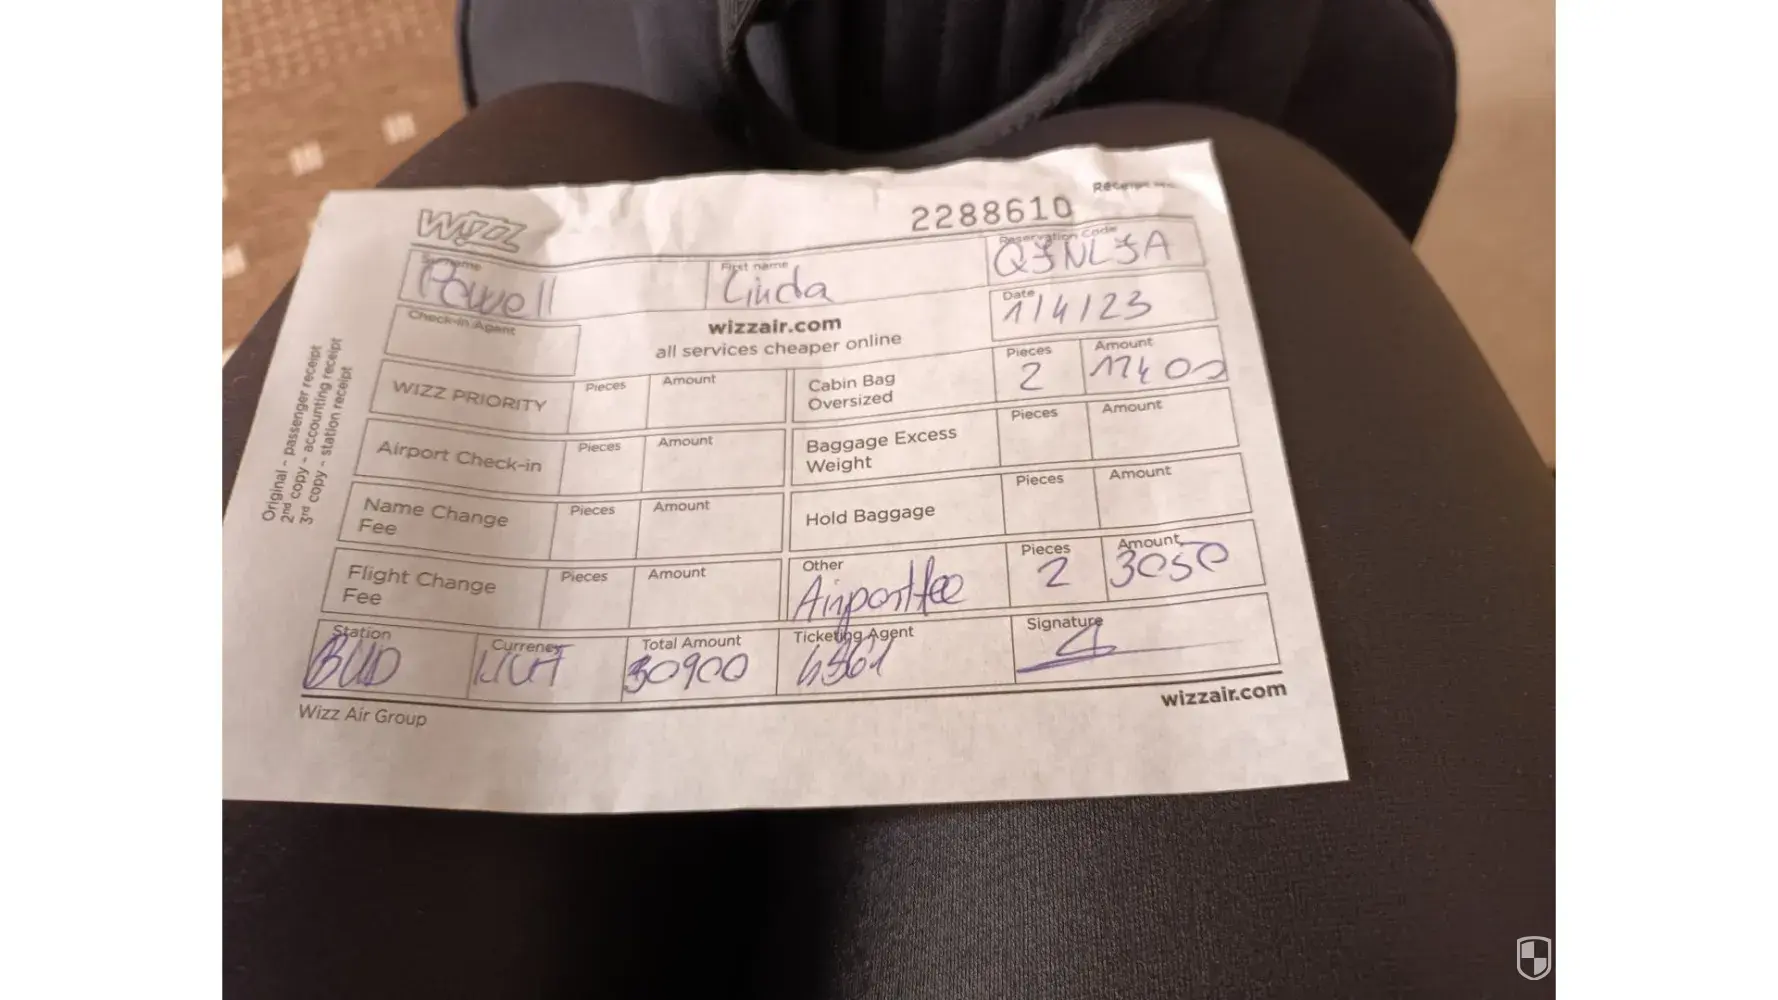 WIZZ
2288610
Surname
Powell
First name
Linda
Reservation Code
QJNLJA
Check-in Agent
wizzair.com
all services cheaper online
Date
1/4/23
WIZZ PRIORITY Pieces Amount
Cabin Bag Oversized Pieces 2 Amount
Airport Check-in Pieces Amount
Baggage Excess Weight Pieces Amount
Name Change Fee Pieces Amount
Hold Baggage Pieces Amount
Flight Change Fee Pieces Amount
Other Airport fee Pieces 2 Amount 3050
Station BUD
Currency
Total Amount 30900
Ticketing Agent
Signature
Wizz Air Group
wizzair.com
Original - passenger receipt
2nd copy - accounting receipt
3rd copy - station receipt